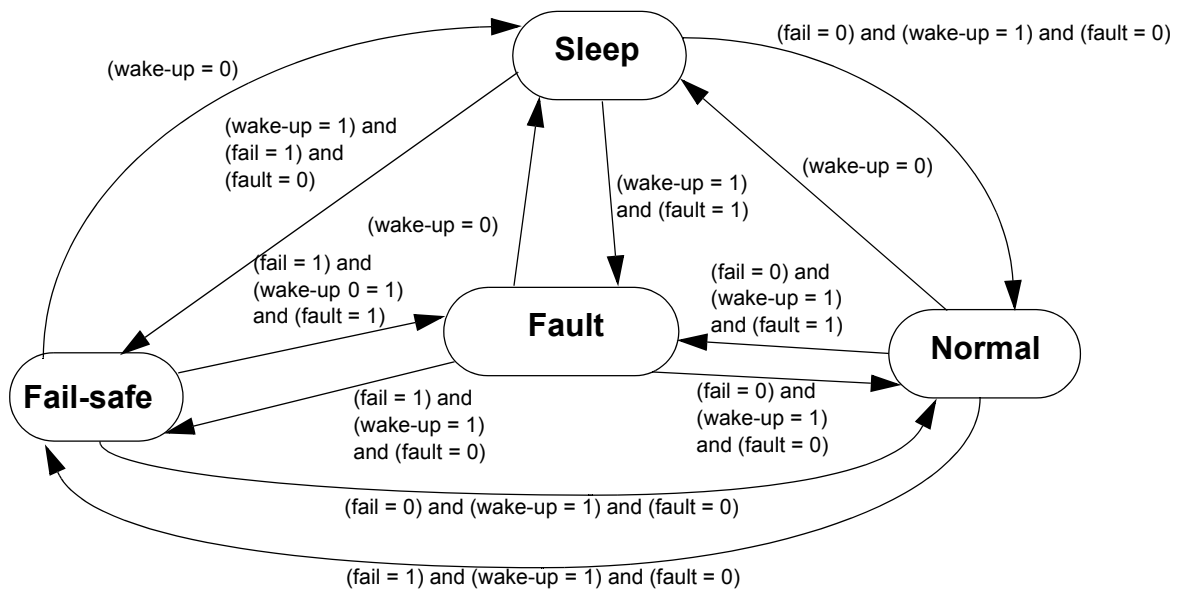 Sleep
(fail = 0) and (wake-up = 1) and (fault = 0)
(wake-up = 0)
(wake-up = 1) and
(fail = 1) and
(fault = 0)
(wake-up = 0)
(wake-up = 1)
and (fault = 1)
(wake-up = 0)
(fail = 1) and
(wake-up 0 = 1)
and (fault = 1)
(fail = 0) and
(wake-up = 1)
and (fault = 1)
Fault
Normal
Fail-safe
(fail = 1) and
(wake-up = 1)
and (fault = 0)
(fail = 0) and
(wake-up = 1)
and (fault = 0)
(fail = 0) and (wake-up = 1) and (fault = 0)
(fail = 1) and (wake-up = 1) and (fault = 0)